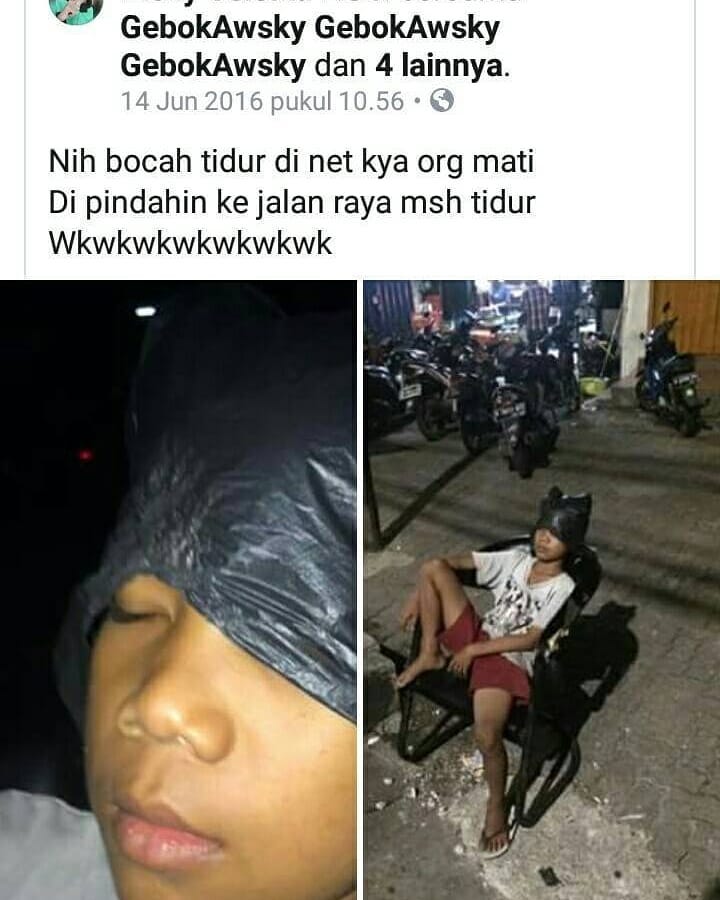 GebokAwsky GebokAwsky
GebokAwsky dan 4 lainnya.
14 Jun 2016 pukul 10.56 •
Nih bocah tidur di net kya org mati
Di pindahin ke jalan raya msh tidur
Wkwkwkwkwkwkwk